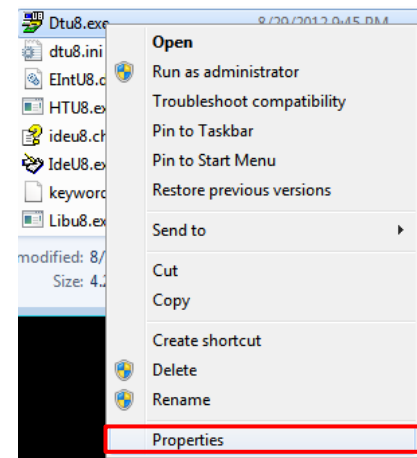 Dtu8.exe 8/29/2012 9:45 PM
dtu8.ini
EIntU8.d
HTU8.ex
ideu8.ch
IdeU8.ex
keyword
Libu8.ex
modified: 8/
Size: 4.2
Open
Run as administrator
Troubleshoot compatibility
Pin to Taskbar
Pin to Start Menu
Restore previous versions
Send to
Cut
Copy
Create shortcut
Delete
Rename
Properties